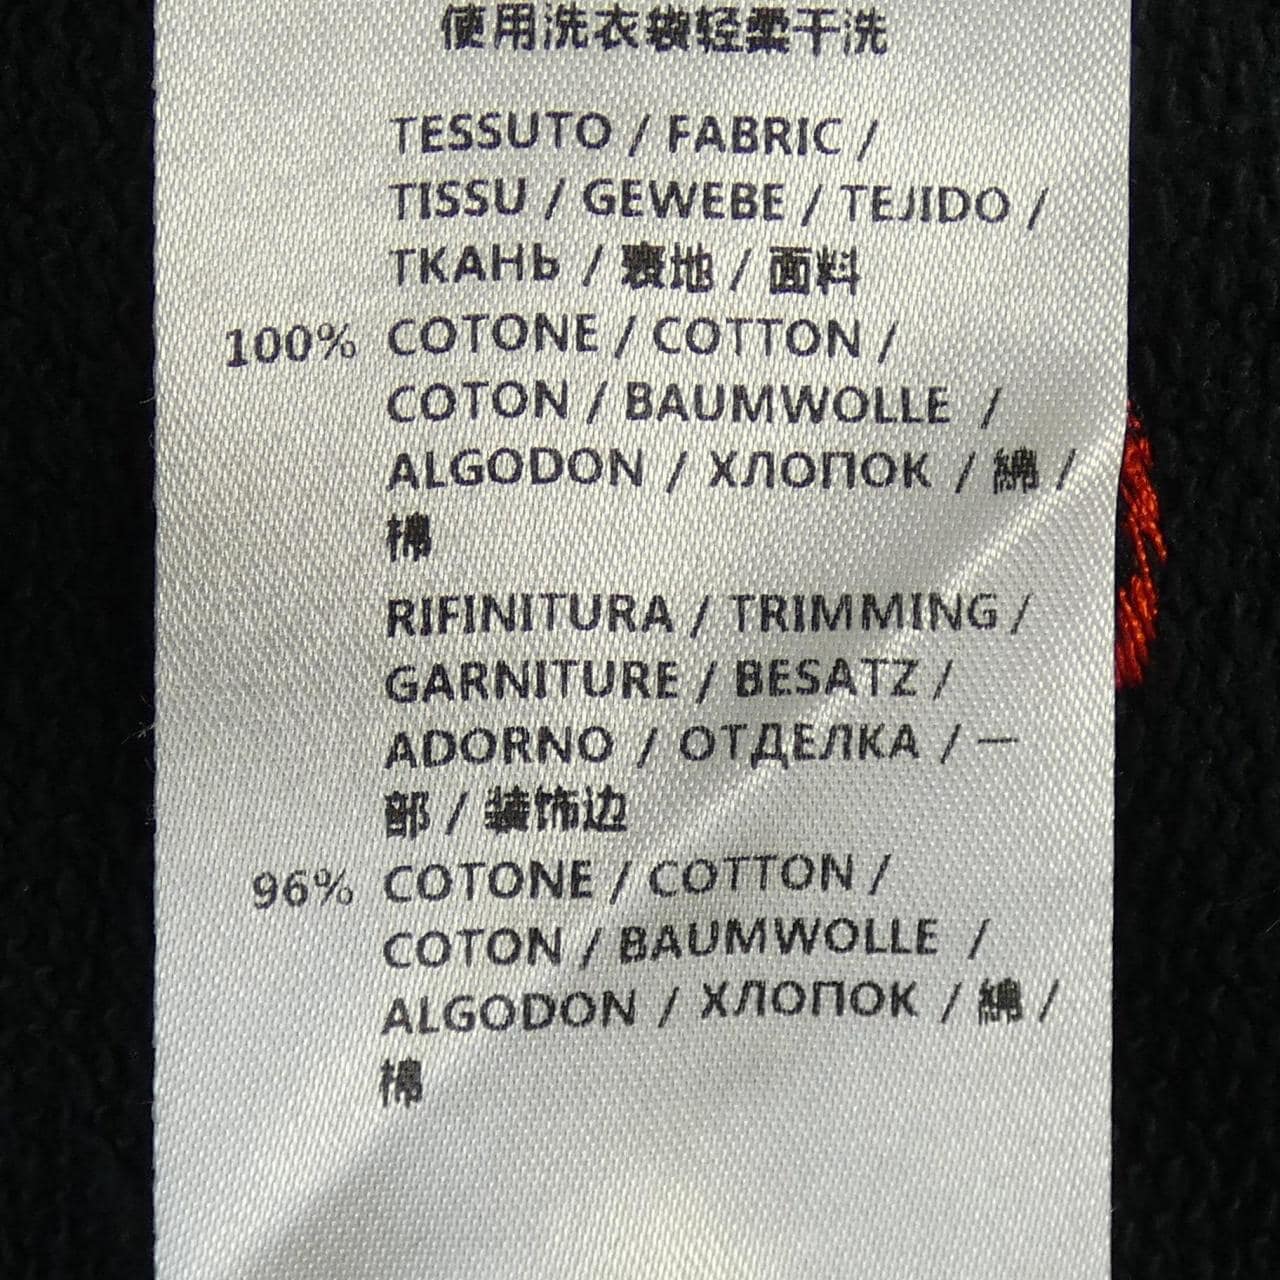 使用洗衣袋轻柔干洗
TESSUTO / FABRIC /
TISSU / GEWEBE / TEJIDO /
ТКАНЬ / 裏地 / 面料
100% COTONE / COTTON /
COTON / BAUMWOLLE /
ALGODON / ХЛОПОК / 綿 /
棉
RIFINITURA / TRIMMING /
GARNITURE / BESATZ /
ADORNO / ОТДЕЛКА / 一
部 / 装饰边
96% COTONE / COTTON /
COTON / BAUMWOLLE /
ALGODON / ХЛОПОК / 綿 /
棉